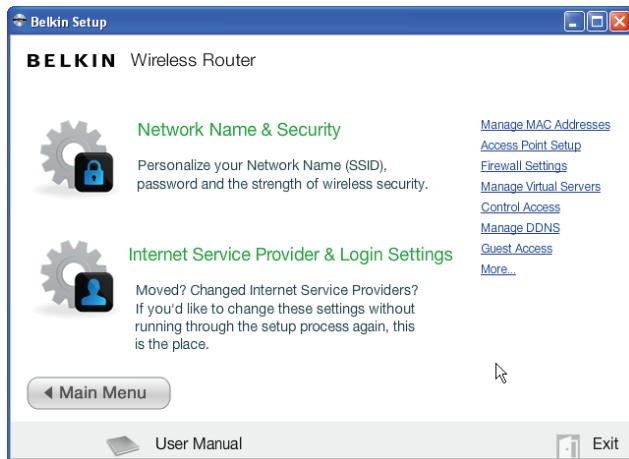 Belkin Setup
BELKIN Wireless Router
Network Name & Security
Personalize your Network Name (SSID),
password and the strength of wireless security.
Internet Service Provider & Login Settings
Moved? Changed Internet Service Providers?
If you'd like to change these settings without
running through the setup process again, this
is the place.
Manage MAC Addresses
Access Point Setup
Firewall Settings
Manage Virtual Servers
Control Access
Manage DDNS
Guest Access
More...
Main Menu
User Manual
Exit